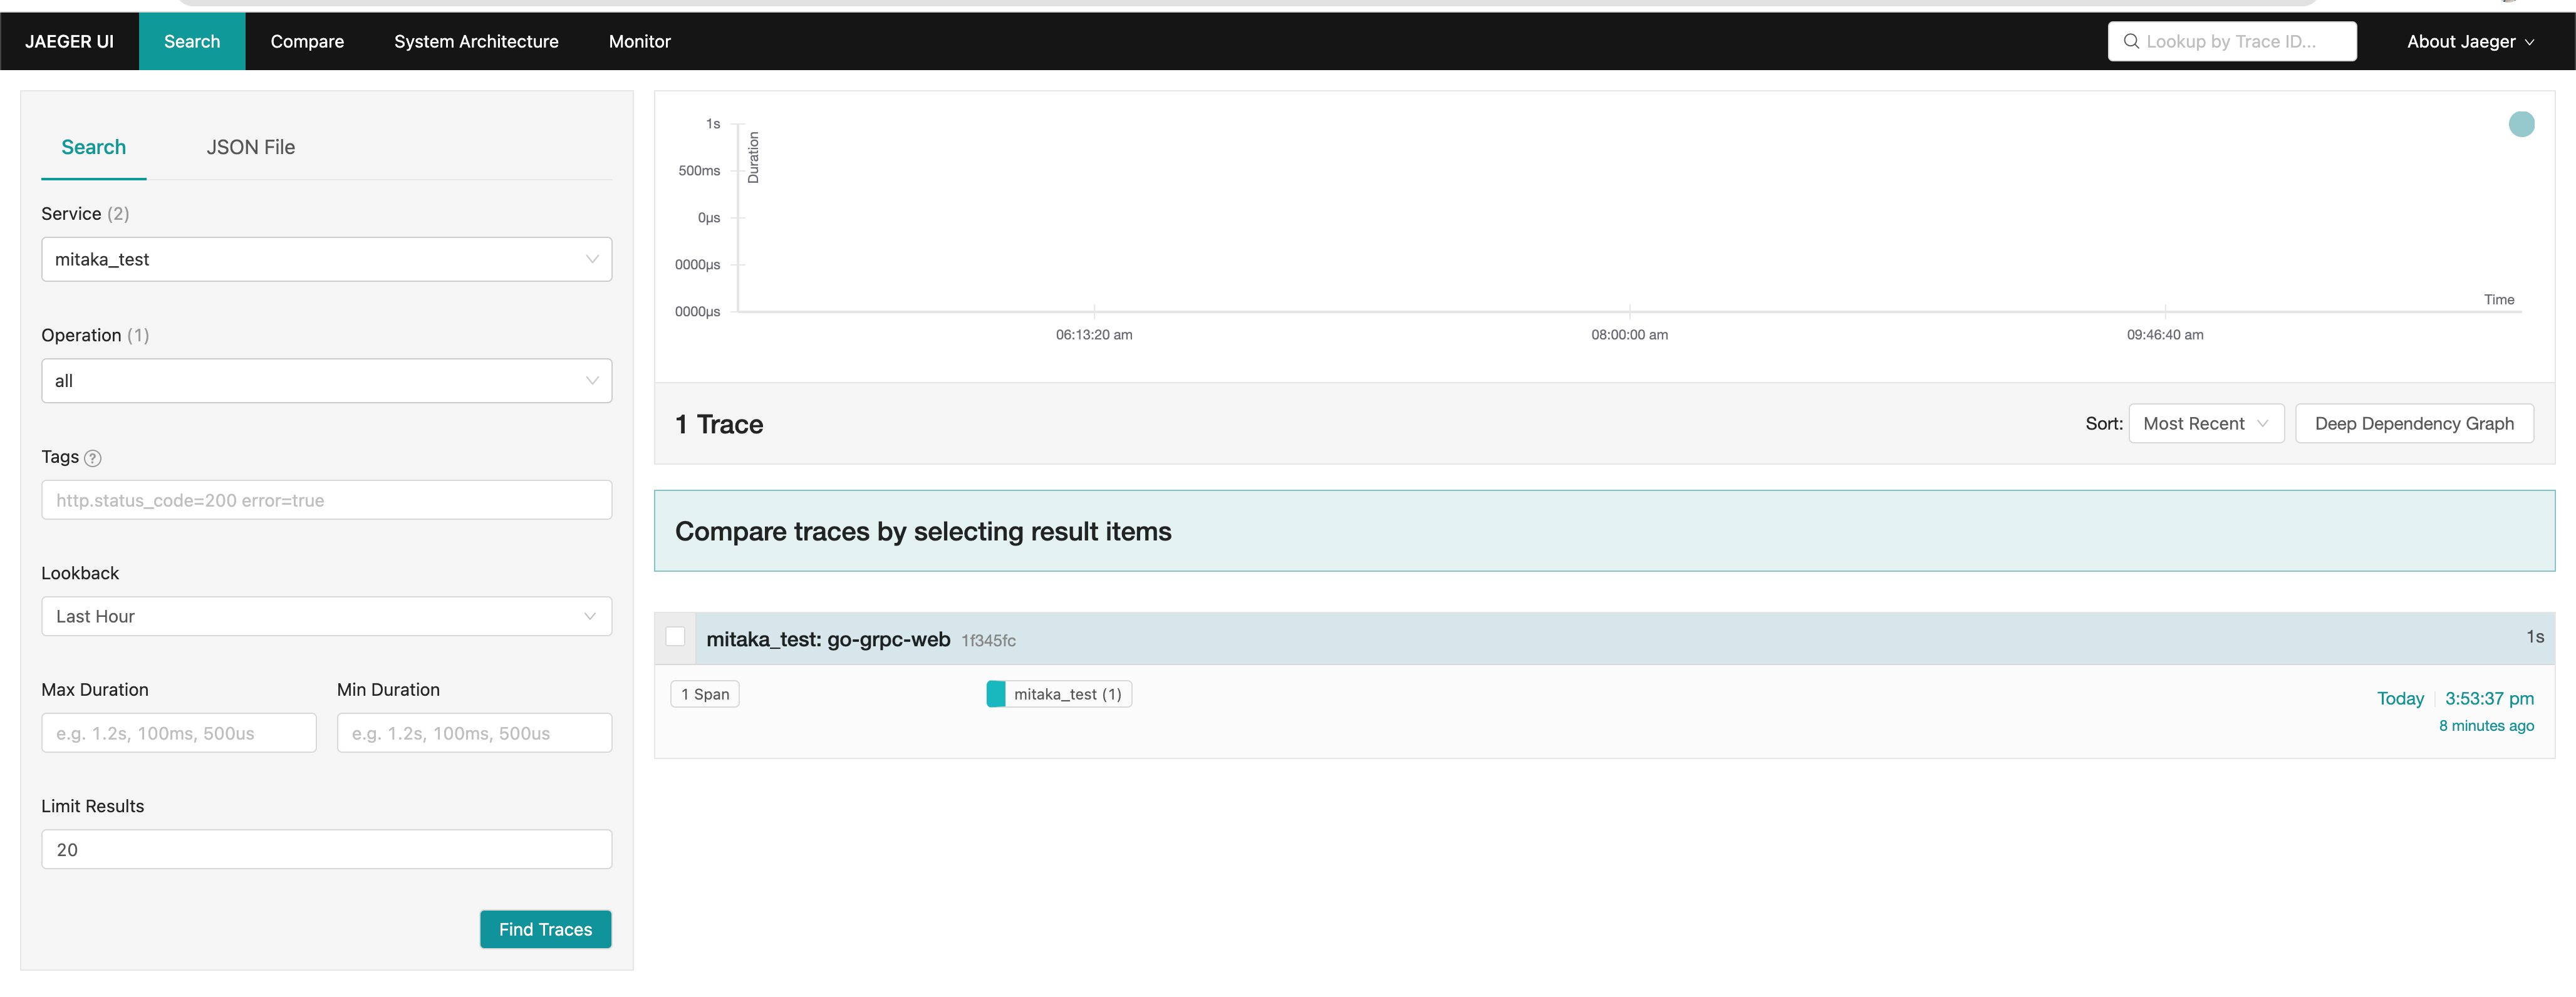 JAEGER UI Search Compare System Architecture Monitor Lookup by Trace ID... About Jaeger
Search JSON File
Service (2)
mitaka_test
Operation (1)
all
Tags ?
http.status_code=200 error=true
Lookback
Last Hour
Max Duration Min Duration
e.g. 1.2s, 100ms, 500us e.g. 1.2s, 100ms, 500us
Limit Results
20
Find Traces
Duration
1s
500ms
0μs
0000μs
0000μs
Time
06:13:20 am 08:00:00 am 09:46:40 am
1 Trace Sort: Most Recent Deep Dependency Graph
Compare traces by selecting result items
mitaka_test: go-grpc-web 1f345fc 1s
1 Span mitaka_test (1) Today 3:53:37 pm
8 minutes ago